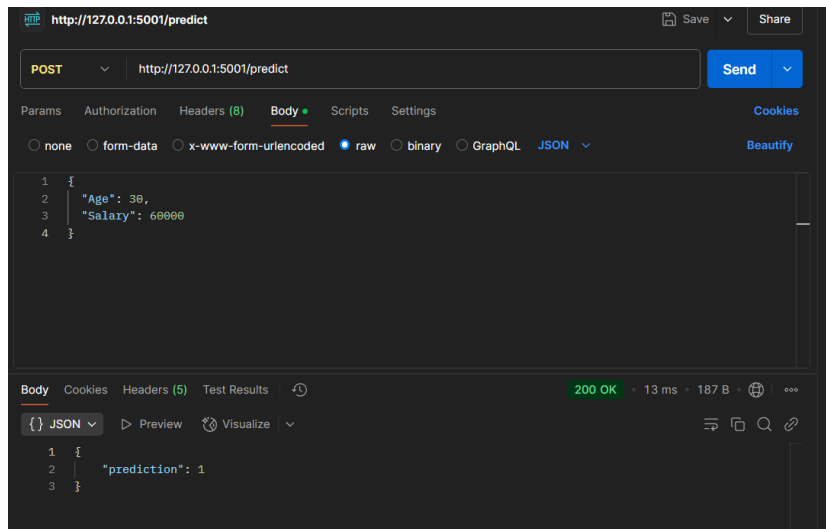 HTTP http://127.0.0.1:5001/predict Save Share
POST http://127.0.0.1:5001/predict Send
Params Authorization Headers (8) Body Scripts Settings Cookies
none form-data x-www-form-urlencoded raw binary GraphQL JSON Beautify
1 {
2 "Age": 30,
3 "Salary": 60000
4 }
Body Cookies Headers (5) Test Results 200 OK • 13 ms • 187 B •
{} JSON Preview Visualize
1 {
2 "prediction": 1
3 }